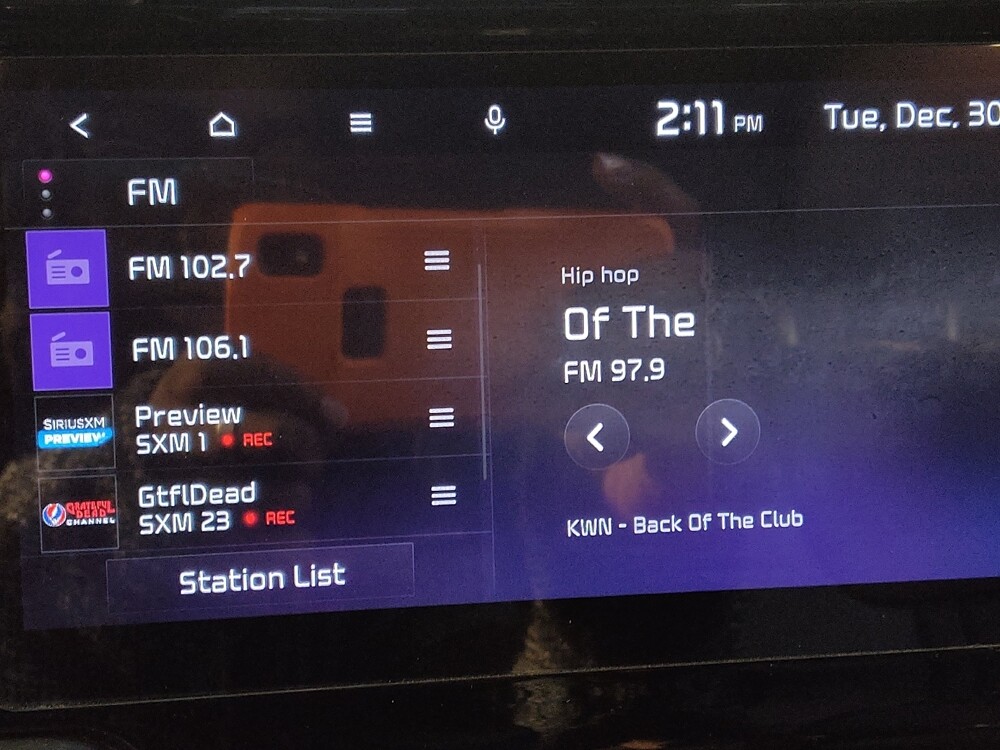 2:11 PM
Tue, Dec. 30
FM
FM 102.7
FM 106.1
SIRIUSXM
PREVIEW
Preview
SXM 1 REC
GRATEFUL
DEAD
CHANNEL
GtflDead
SXM 23 REC
Station List
Hip hop
Of The
FM 97.9
KWN - Back Of The Club